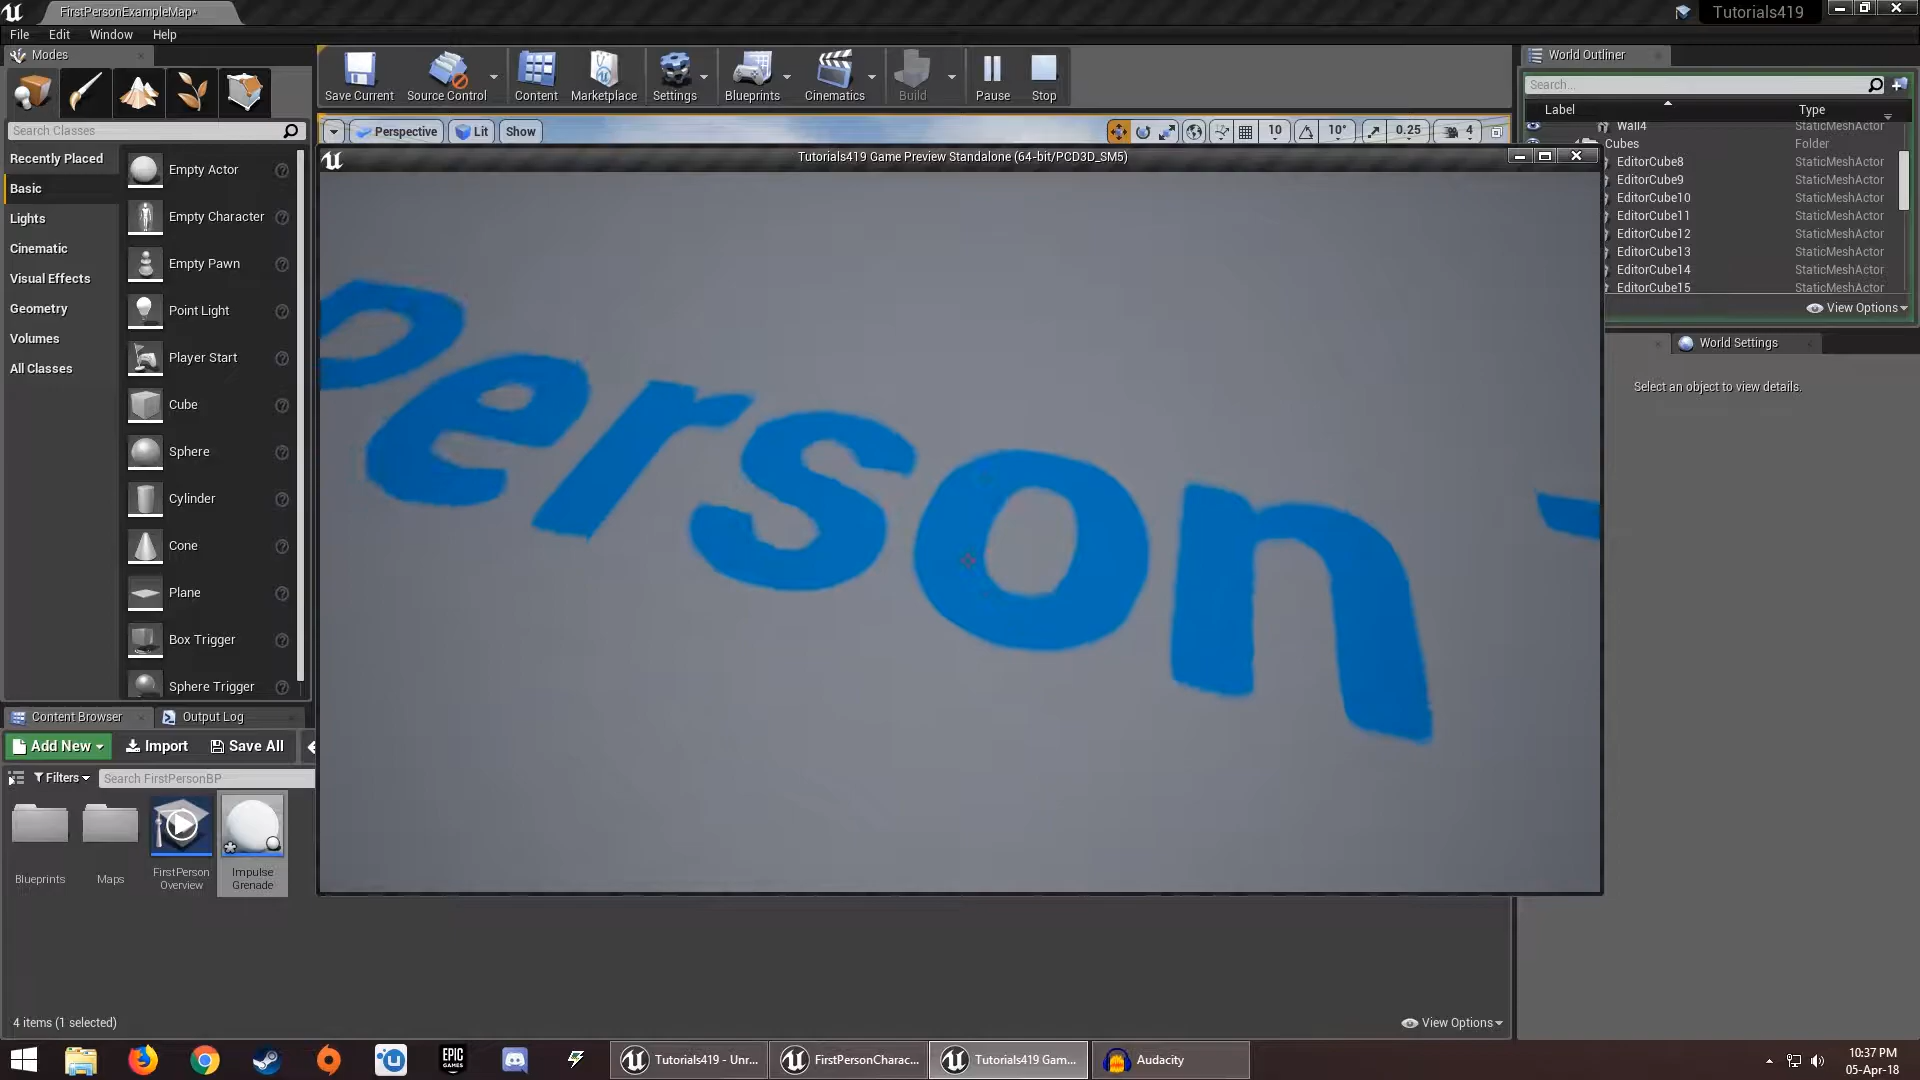 FirstPersonExampleMap*
Tutorials419
File Edit Window Help
Modes
Save Current Source Control Content Marketplace Settings Blueprints Cinematics Build Pause Stop
World Outliner
Search...
Label Type
Search Classes
Perspective Lit Show 10 10° 0.25 4
Wall4 StaticMeshActor
Cubes Folder
EditorCube8 StaticMeshActor
EditorCube9 StaticMeshActor
EditorCube10 StaticMeshActor
EditorCube11 StaticMeshActor
EditorCube12 StaticMeshActor
EditorCube13 StaticMeshActor
EditorCube14 StaticMeshActor
EditorCube15 StaticMeshActor
View Options
World Settings
Select an object to view details.
Tutorials419 Game Preview Standalone (64-bit/PCD3D_SM5)
person
Recently Placed
Basic
Lights
Cinematic
Visual Effects
Geometry
Volumes
All Classes
Empty Actor
Empty Character
Empty Pawn
Point Light
Player Start
Cube
Sphere
Cylinder
Cone
Plane
Box Trigger
Sphere Trigger
Content Browser Output Log
Add New Import Save All
Filters Search FirstPersonBP
Blueprints
Maps
FirstPerson
Overview
Impulse
Grenade
4 items (1 selected)
View Options
EPIC
GAMES
Tutorials419 - Unr...
FirstPersonCharac...
Tutorials419 Gam...
Audacity
10:37 PM
05-Apr-18